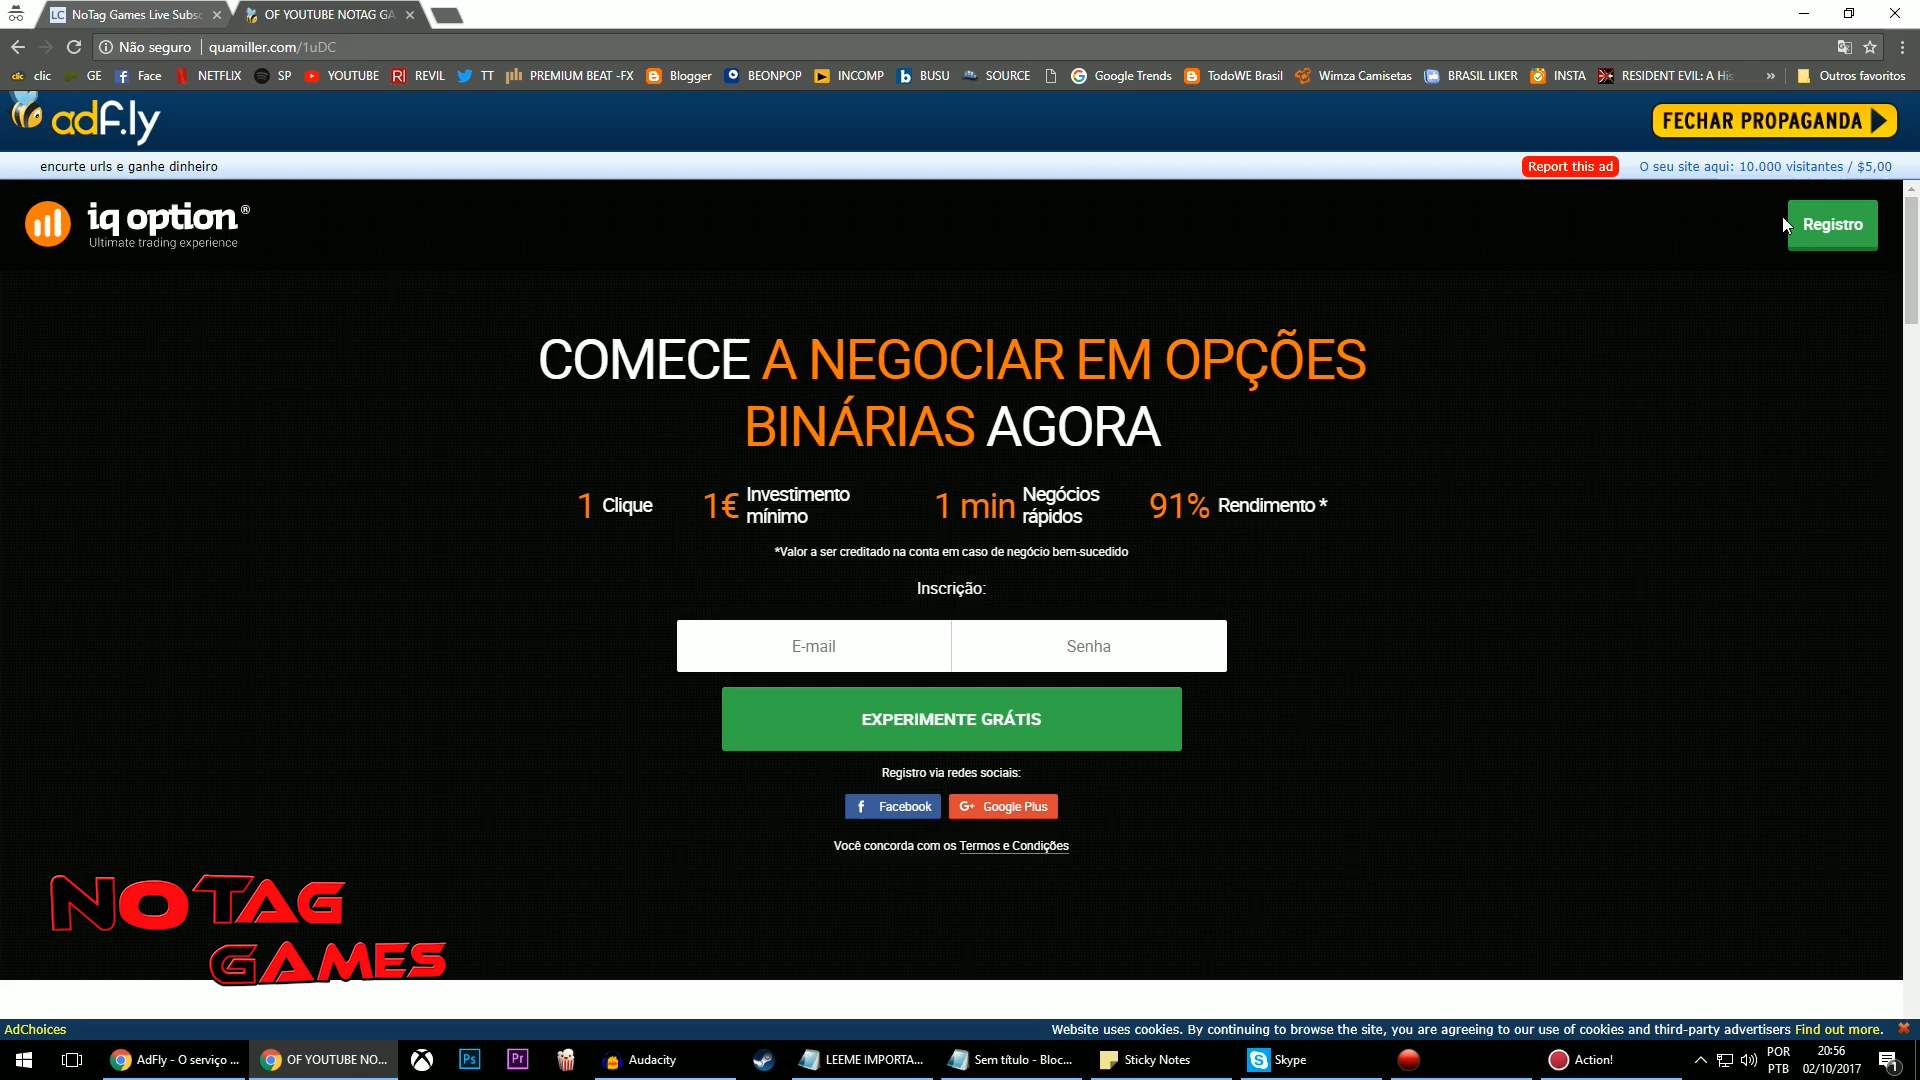 NoTag Games Live Subsc
OF YOUTUBE NOTAG GA
Não seguro
quamiller.com/1uDC
clic
GE
Face
NETFLIX
SP
YOUTUBE
REVIL
TT
PREMIUM BEAT -FX
Blogger
BEONPOP
INCOMP
BUSU
SOURCE
Google Trends
TodoWE Brasil
Wimza Camisetas
BRASIL LIKER
INSTA
RESIDENT EVIL: A His
Outros favoritos
adf.ly
FECHAR PROPAGANDA
encurte urls e ganhe dinheiro
Report this ad
O seu site aqui: 10.000 visitantes / $5,00
iq option®
Ultimate trading experience
Registro
COMECE A NEGOCIAR EM OPÇÕES
BINÁRIAS AGORA
1 Clique
1€ Investimento
mínimo
1 min Negócios
rápidos
91% Rendimento *
*Valor a ser creditado na conta em caso de negócio bem-sucedido
Inscrição:
E-mail
Senha
EXPERIMENTE GRÁTIS
Registro via redes sociais:
Facebook
Google Plus
Você concorda com os Termos e Condições
NOTAG
GAMES
AdChoices
Website uses cookies. By continuing to browse the site, you are agreeing to our use of cookies and third-party advertisers Find out more.
AdFly - O serviço ...
OF YOUTUBE NO...
Audacity
LEEME IMPORTA...
Sem título - Bloc...
Sticky Notes
Skype
Action!
POR
PTB
20:56
02/10/2017